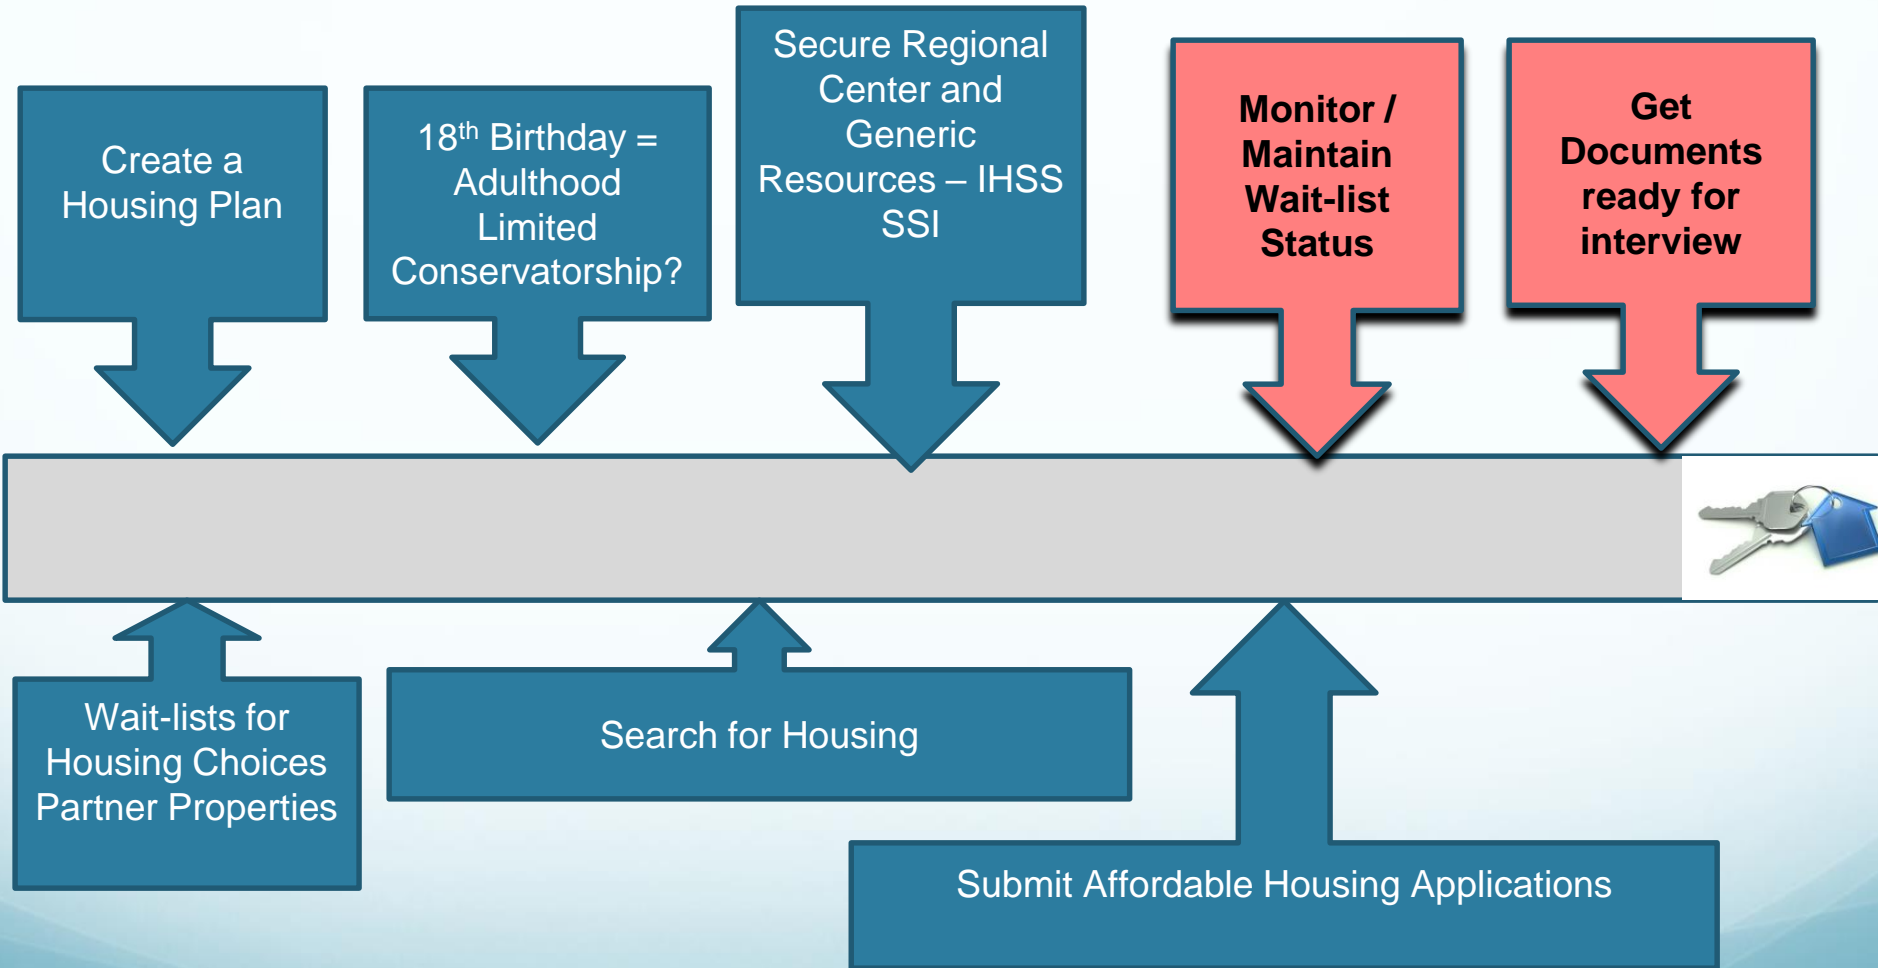 Create a
Housing Plan
18th Birthday =
Adulthood
Limited
Conservatorship?
Secure Regional
Center and
Generic
Resources – IHSS
SSI
Monitor /
Maintain
Wait-list
Status
Get
Documents
ready for
interview
Wait-lists for
Housing Choices
Partner Properties
Search for Housing
Submit Affordable Housing Applications